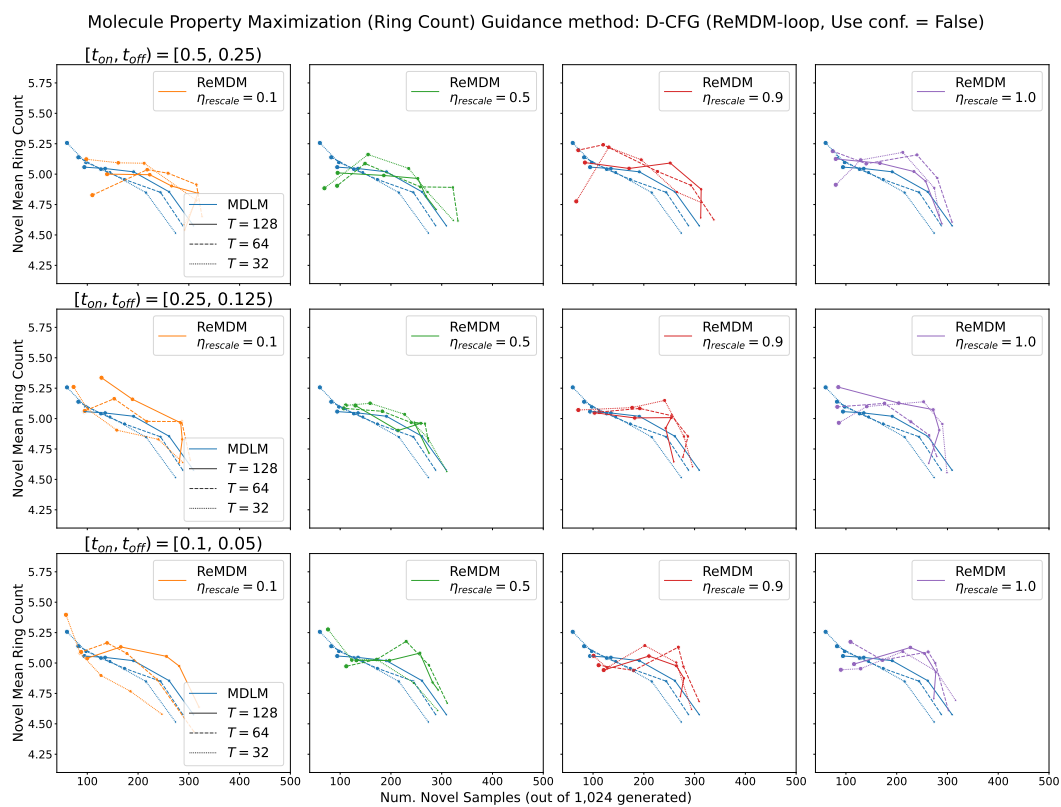 Molecule Property Maximization (Ring Count) Guidance method: D-CFG (ReMDM-loop, Use conf. = False)
[t_on, t_off) = [0.5, 0.25)
Novel Mean Ring Count
5.75
5.50
5.25
5.00
4.75
4.50
4.25
ReMDM
η_rescale = 0.1
MDLM
T = 128
T = 64
T = 32
ReMDM
η_rescale = 0.5
ReMDM
η_rescale = 0.9
ReMDM
η_rescale = 1.0
[t_on, t_off) = [0.25, 0.125)
Novel Mean Ring Count
5.75
5.50
5.25
5.00
4.75
4.50
4.25
ReMDM
η_rescale = 0.1
MDLM
T = 128
T = 64
T = 32
ReMDM
η_rescale = 0.5
ReMDM
η_rescale = 0.9
ReMDM
η_rescale = 1.0
[t_on, t_off) = [0.1, 0.05)
Novel Mean Ring Count
5.75
5.50
5.25
5.00
4.75
4.50
4.25
ReMDM
η_rescale = 0.1
MDLM
T = 128
T = 64
T = 32
ReMDM
η_rescale = 0.5
ReMDM
η_rescale = 0.9
ReMDM
η_rescale = 1.0
100 200 300 400 500
100 200 300 400 500
100 200 300 400 500
100 200 300 400 500
Num. Novel Samples (out of 1,024 generated)